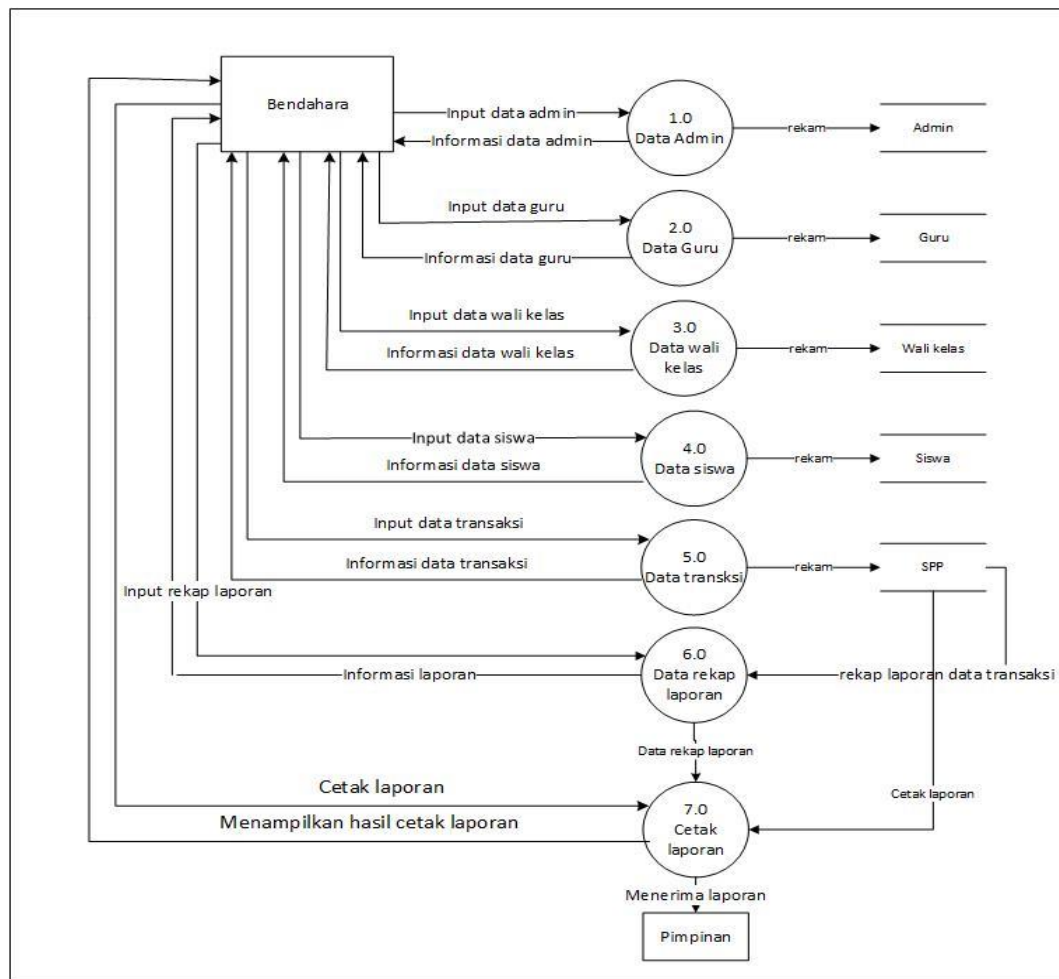 Bendahara
Input data admin
Informasi data admin
1.0
Data Admin
rekam
Admin
Input data guru
Informasi data guru
2.0
Data Guru
rekam
Guru
Input data wali kelas
Informasi data wali kelas
3.0
Data wali
kelas
rekam
Wali kelas
Input data siswa
Informasi data siswa
4.0
Data siswa
rekam
Siswa
Input data transaksi
Informasi data transaksi
5.0
Data transksi
rekam
SPP
Input rekap laporan
Informasi laporan
6.0
Data rekap
laporan
rekap laporan data transaksi
Data rekap laporan
Cetak laporan
Cetak laporan
Menampilkan hasil cetak laporan
7.0
Cetak
laporan
Menerima laporan
Pimpinan